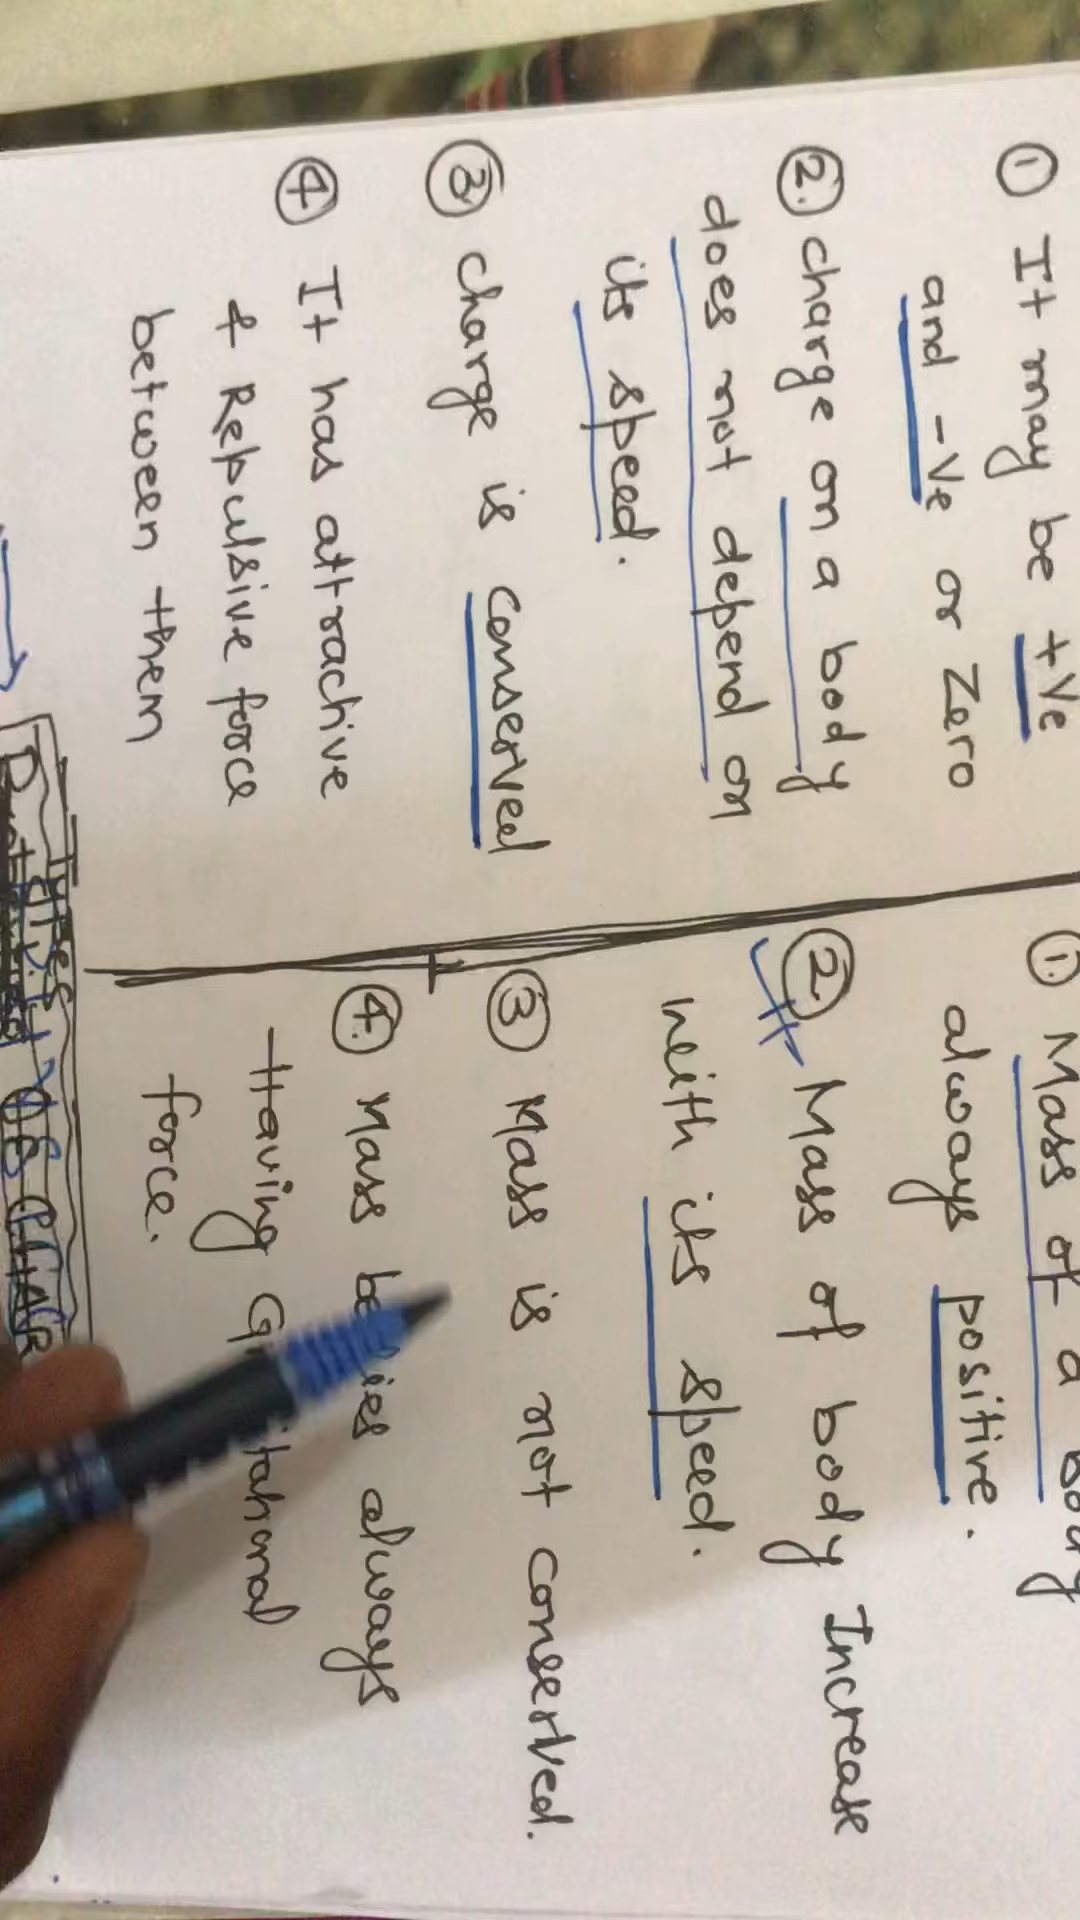 ① It may be +ve
and -ve or Zero
②. charge on a body
does not depend on
its speed.
③ charge is conserved
④ It has attractive
& Repulsive force
between them
①. Mass of a body
always positive.
② Mass of body Increase
with its speed.
③ Mass is not conserved.
④. Mass always
Having
force.
TYPES OF